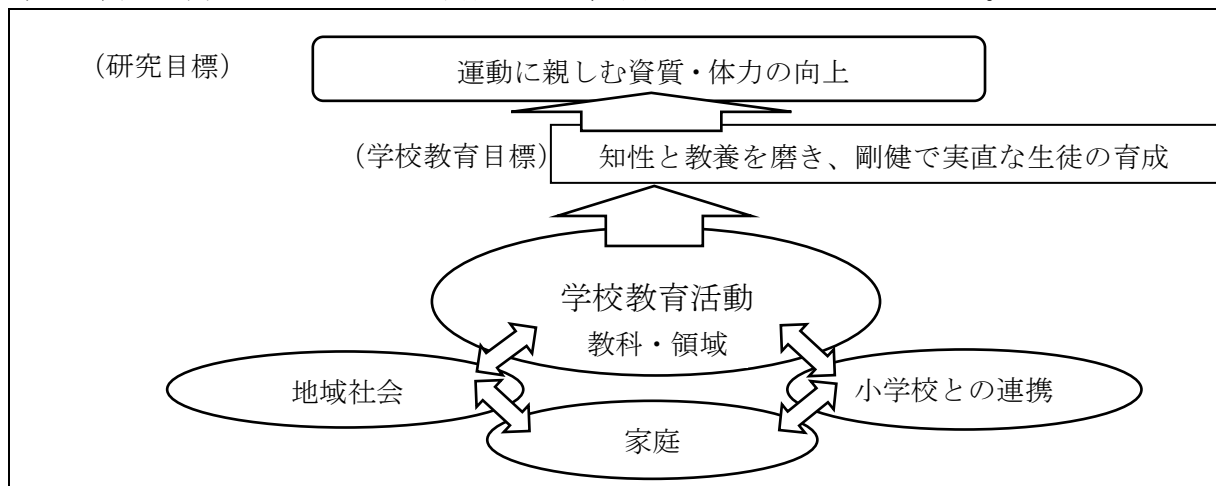 （研究目標）
運動に親しむ資質・体力の向上
（学校教育目標）
知性と教養を磨き、剛健で実直な生徒の育成
学校教育活動
教科・領域
地域社会
小学校との連携
家庭